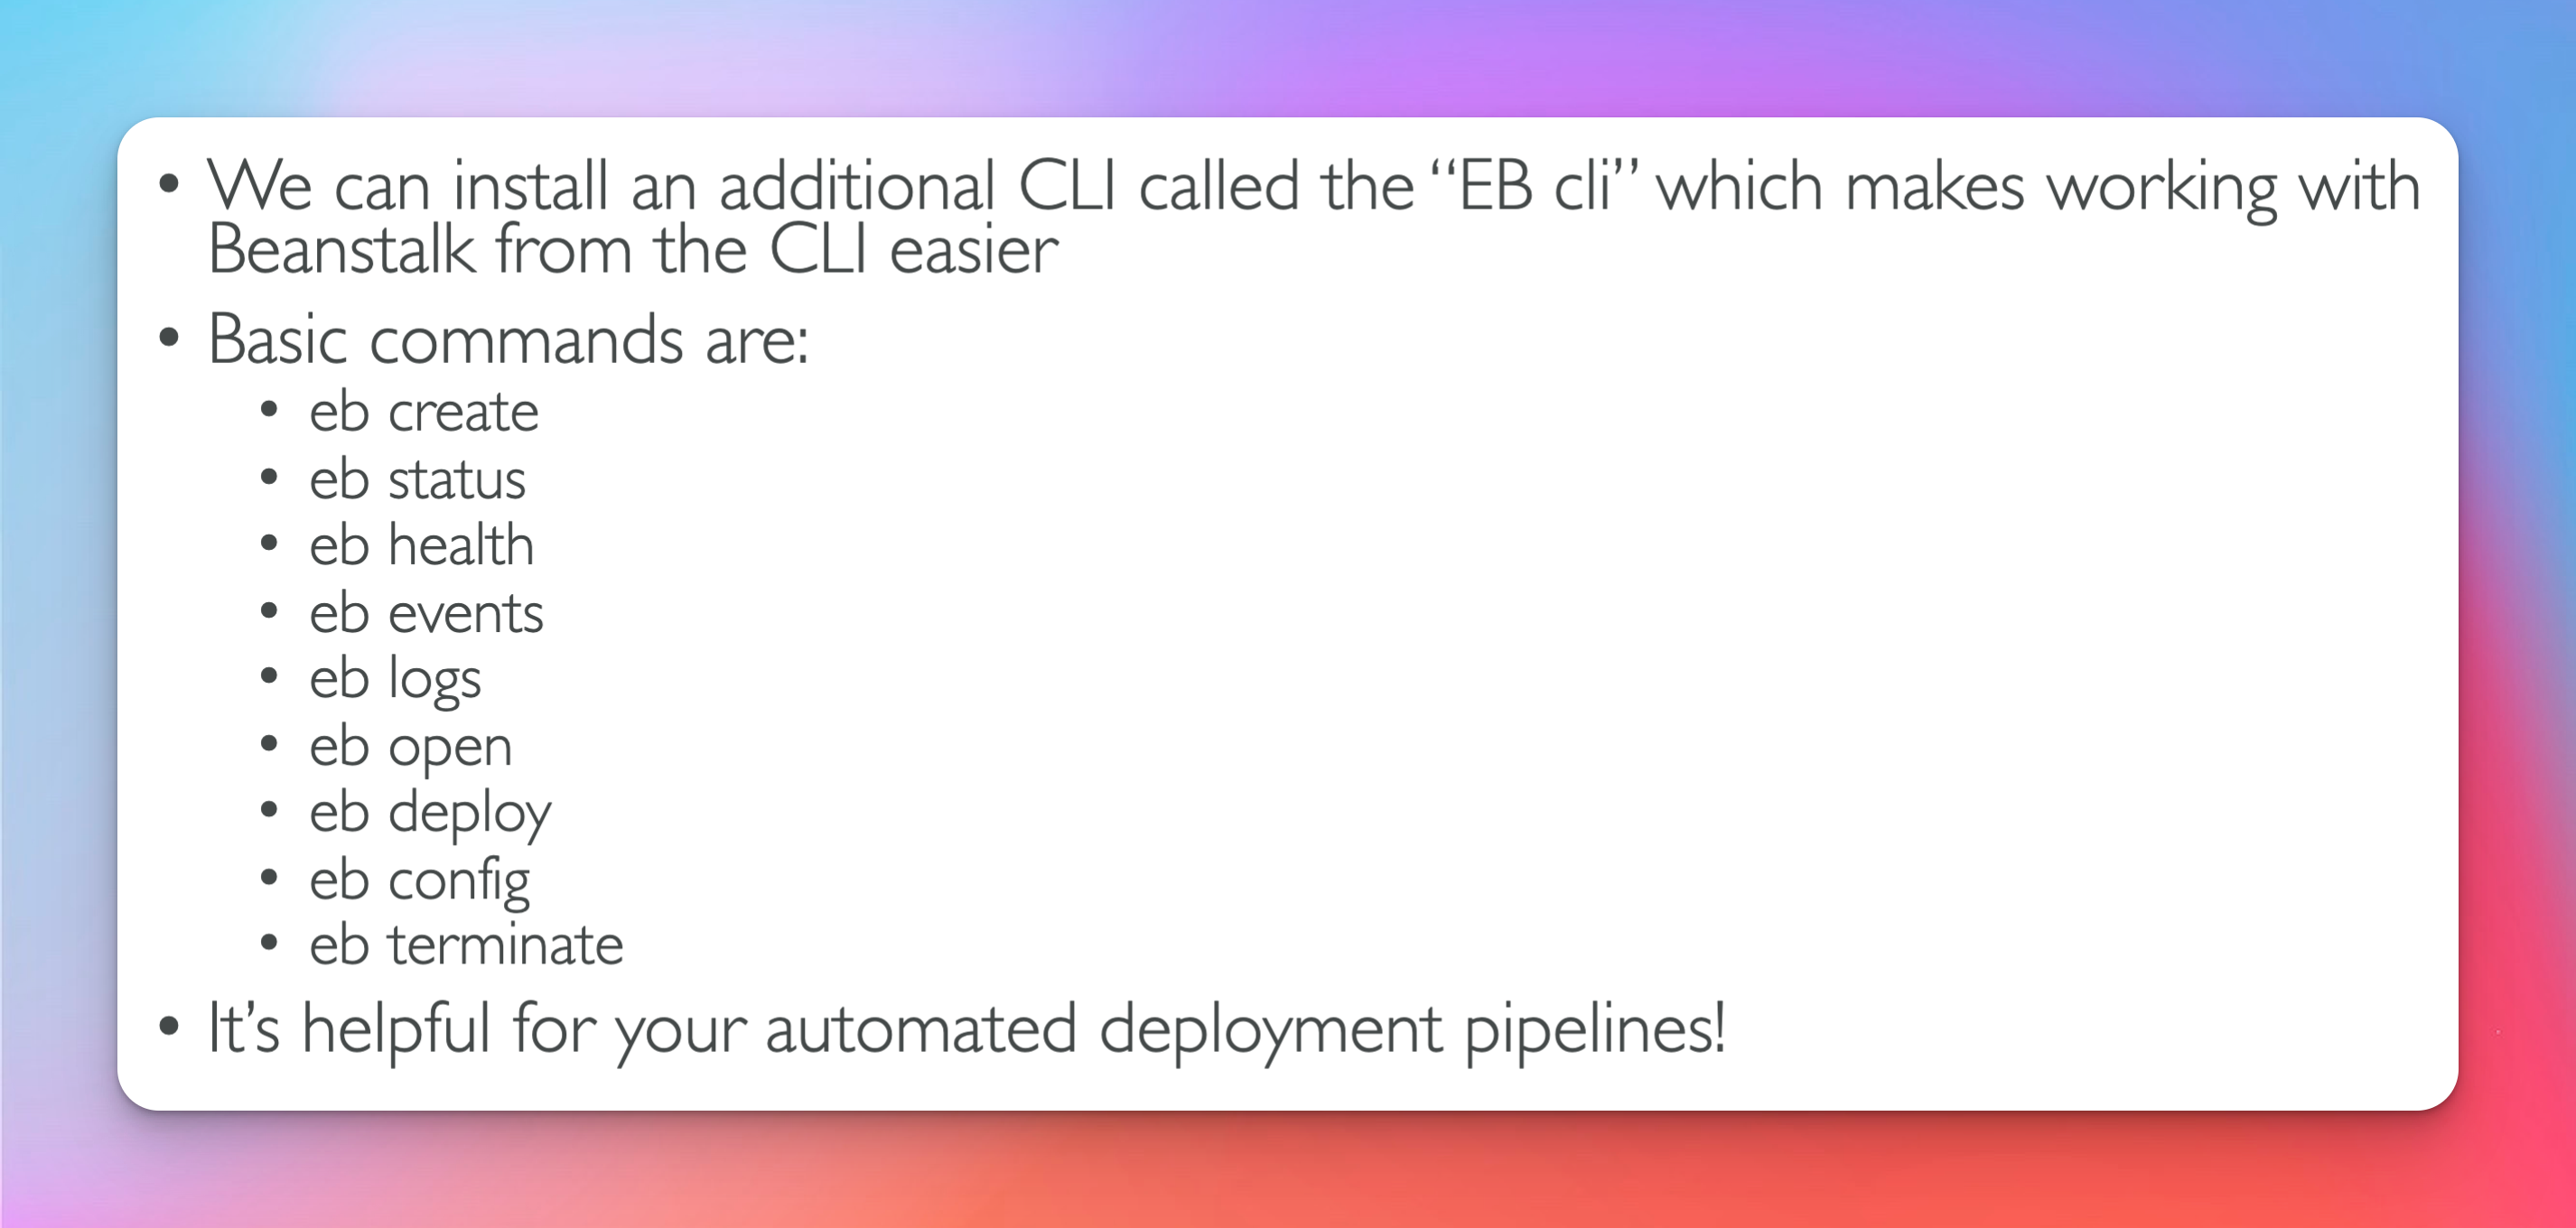 • We can install an additional CLI called the “EB cli” which makes working with
Beanstalk from the CLI easier
• Basic commands are:
• eb create
• eb status
• eb health
• eb events
• eb logs
• eb open
• eb deploy
• eb config
• eb terminate
• It’s helpful for your automated deployment pipelines!